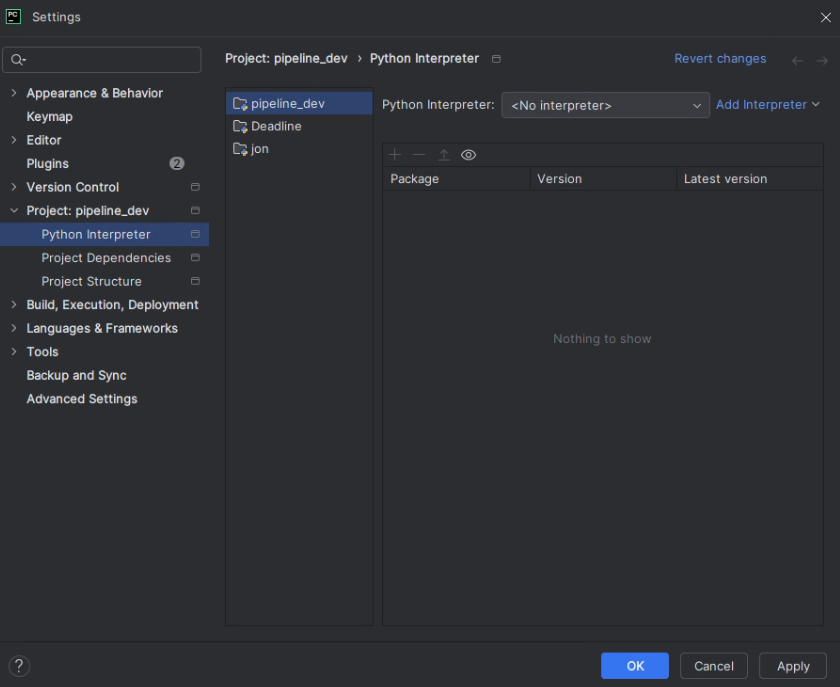 PC
Settings
Project: pipeline_dev › Python Interpreter
Revert changes
Appearance & Behavior
Keymap
Editor
Plugins
2
Version Control
Project: pipeline_dev
Python Interpreter
Project Dependencies
Project Structure
Build, Execution, Deployment
Languages & Frameworks
Tools
Backup and Sync
Advanced Settings
pipeline_dev
Deadline
jon
Python Interpreter: <No interpreter> Add Interpreter
Package Version Latest version
Nothing to show
?
OK Cancel Apply